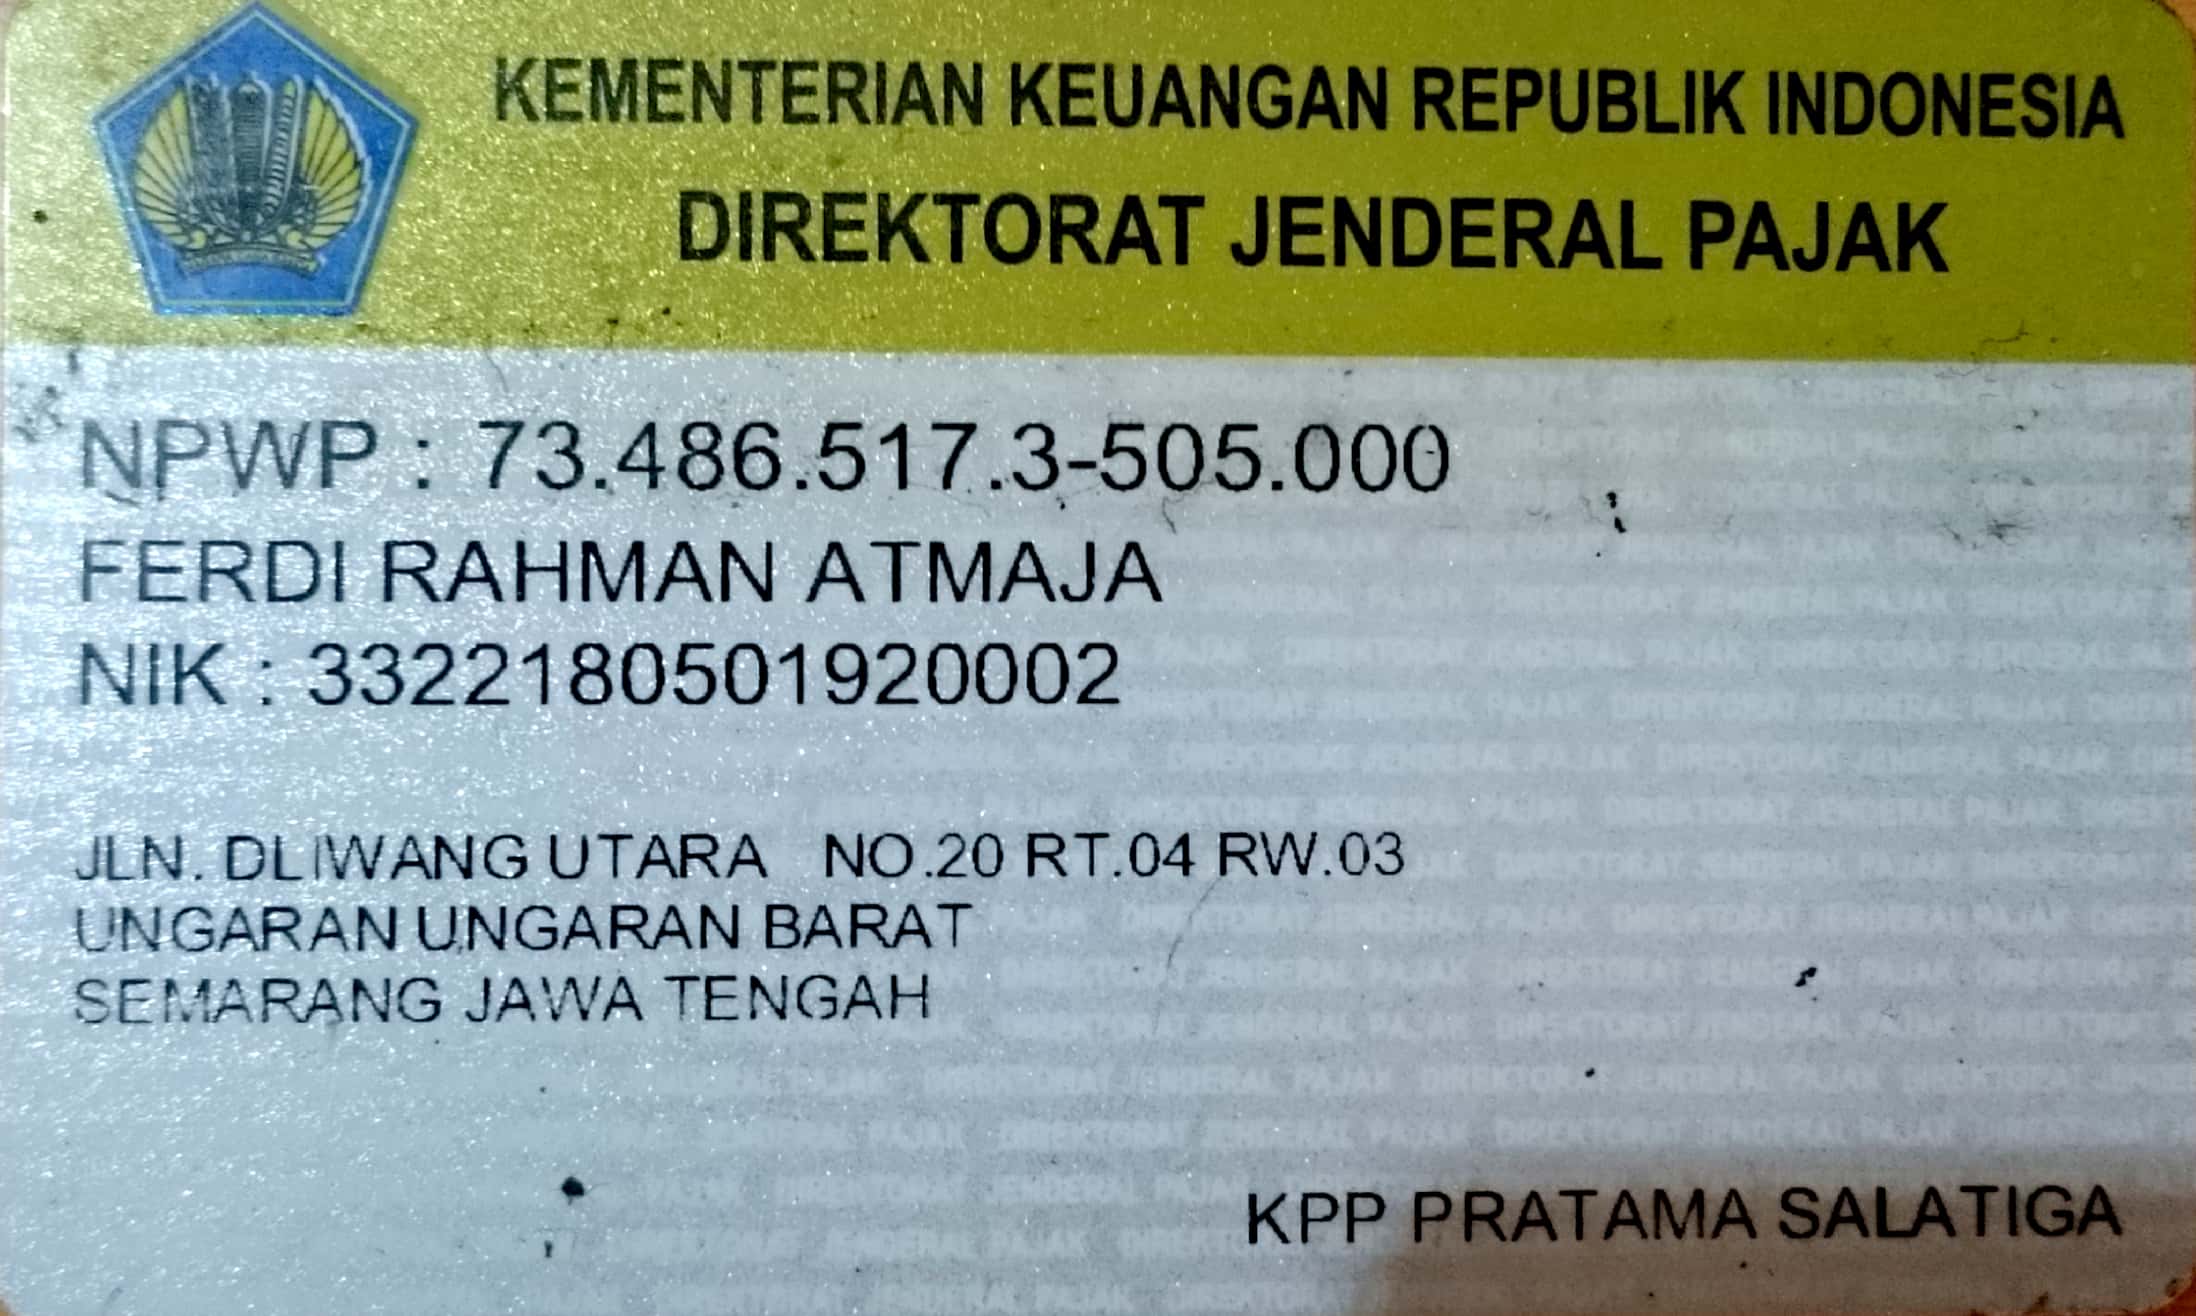 KEMENTERIAN KEUANGAN REPUBLIK INDONESIA
DIREKTORAT JENDERAL PAJAK
NPWP : 73.486.517.3-505.000
FERDI RAHMAN ATMAJA
NIK : 3322180501920002
JLN. DLIWANG UTARA NO.20 RT.04 RW.03
UNGARAN UNGARAN BARAT
SEMARANG JAWA TENGAH
KPP PRATAMA SALATIGA